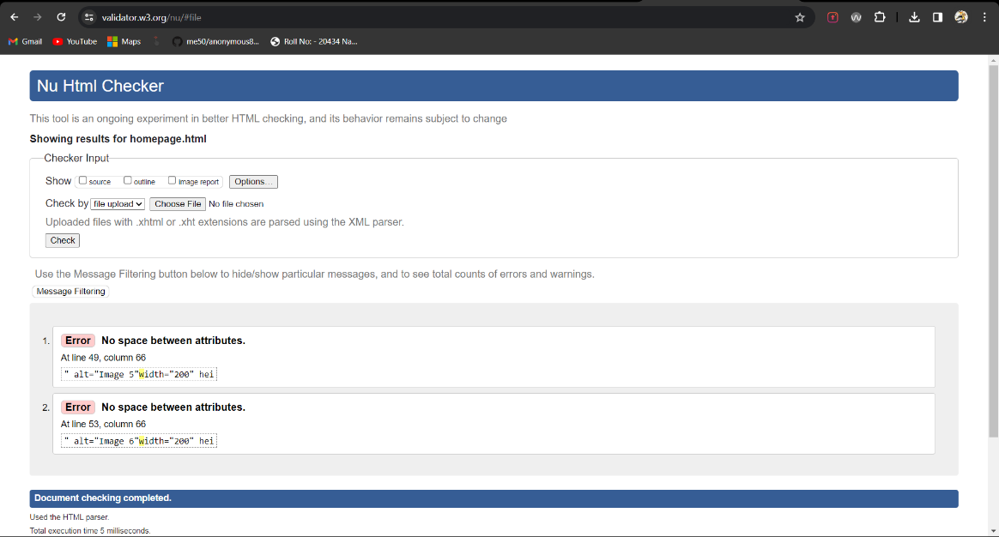 validator.w3.org/nu/#file
Gmail YouTube Maps me50/anonymous8... Roll No: - 20434 Na...
Nu Html Checker
This tool is an ongoing experiment in better HTML checking, and its behavior remains subject to change
Showing results for homepage.html
Checker Input
Show source outline image report Options...
Check by file upload Choose File No file chosen
Uploaded files with .xhtml or .xht extensions are parsed using the XML parser.
Check
Use the Message Filtering button below to hide/show particular messages, and to see total counts of errors and warnings.
Message Filtering
1. Error No space between attributes.
At line 49, column 66
" alt="Image 5"width="200" hei
2. Error No space between attributes.
At line 53, column 66
" alt="Image 6"width="200" hei
Document checking completed.
Used the HTML parser.
Total execution time 5 milliseconds.